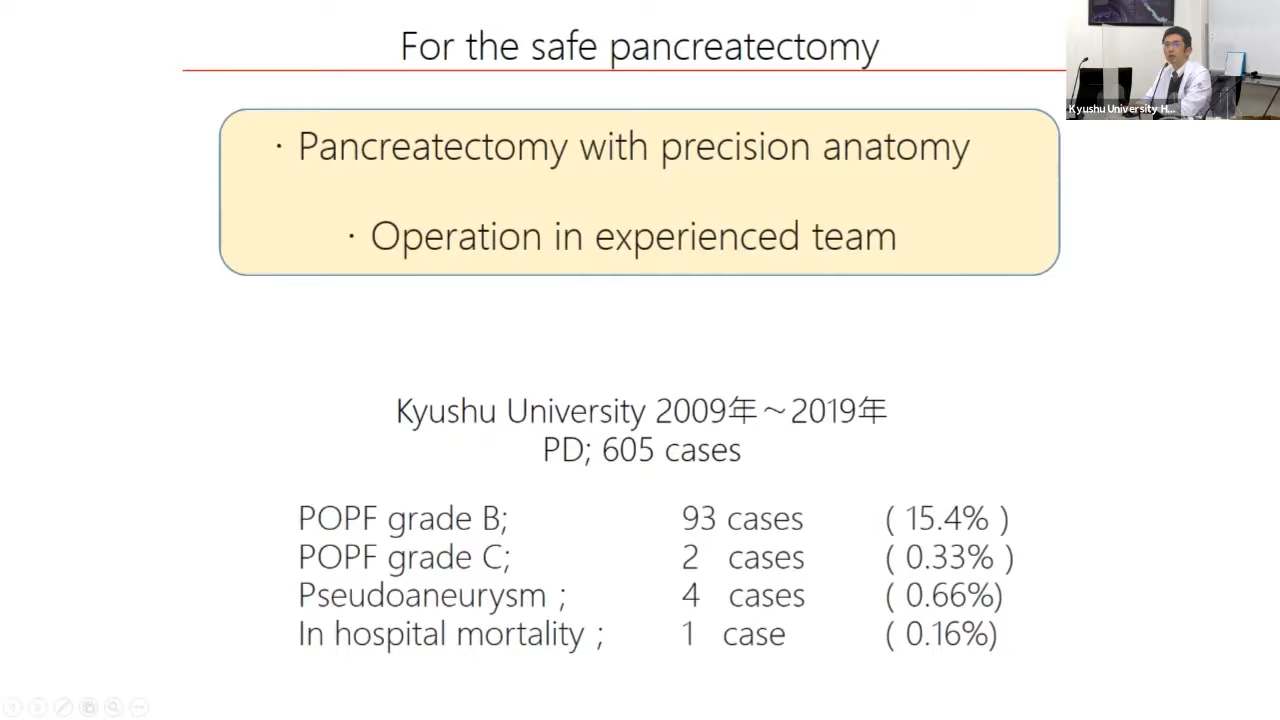 For the safe pancreatectomy
Kyushu University H...
・Pancreatectomy with precision anatomy
・Operation in experienced team
Kyushu University 2009年～2019年
PD; 605 cases
POPF grade B; 93 cases ( 15.4% )
POPF grade C; 2 cases ( 0.33% )
Pseudoaneurysm ; 4 cases ( 0.66%)
In hospital mortality ; 1 case ( 0.16%)